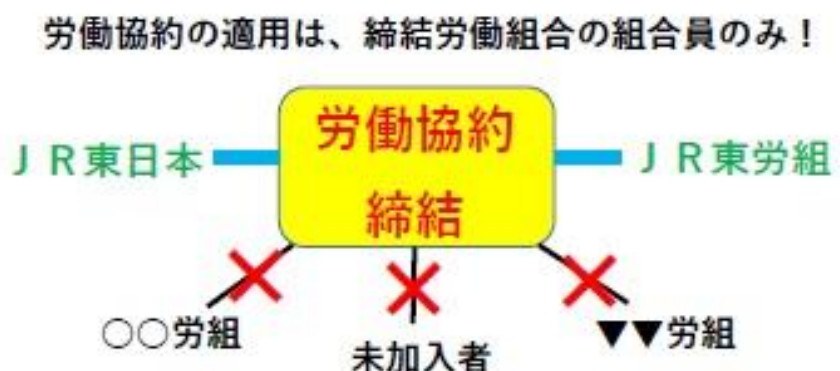 労働協約の適用は、締結労働組合の組合員のみ！
労働協約
締結
ＪＲ東日本
ＪＲ東労組
○○労組
未加入者
▼▼労組